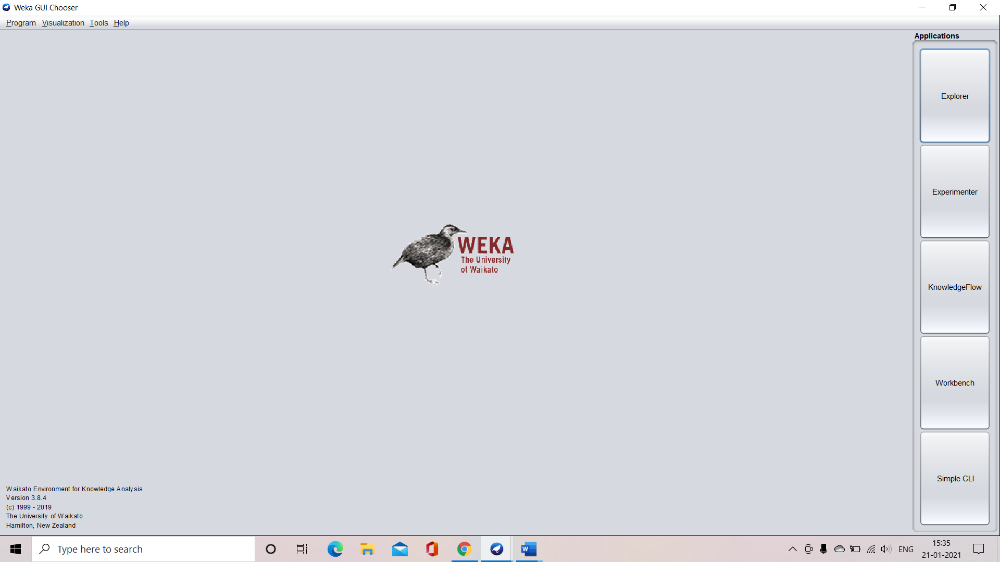 Weka GUI Chooser
Program Visualization Tools Help
Applications
Explorer
Experimenter
KnowledgeFlow
Workbench
Simple CLI
WEKA
The University
of Waikato
Waikato Environment for Knowledge Analysis
Version 3.8.4
(c) 1999 - 2019
The University of Waikato
Hamilton, New Zealand
Type here to search
W
ENG
15:35
21-01-2021